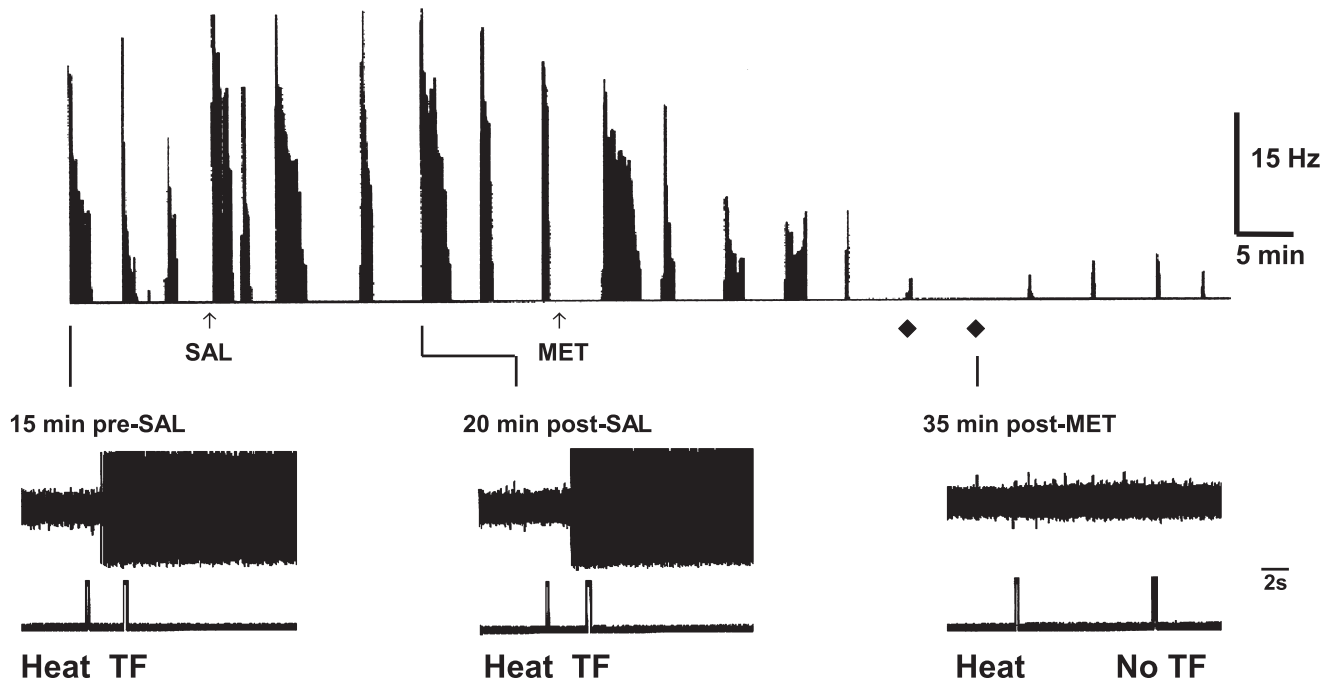 15 Hz
5 min
SAL
MET
15 min pre-SAL
20 min post-SAL
35 min post-MET
2s
Heat TF
Heat TF
Heat No TF